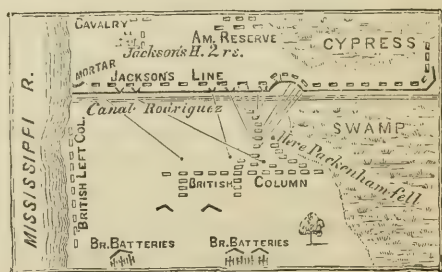 CAVALRY
AM. RESERVE
Jackson's H. 2 rs.
CYPRESS
MORTAR
JACKSON'S LINE
Canal Rodriguez
SWAMP
Here Packenham fell
MISSISSIPPI R.
BRITISH LEFT COL.
BRITISH COLUMN
BR. BATTERIES
BR. BATTERIES